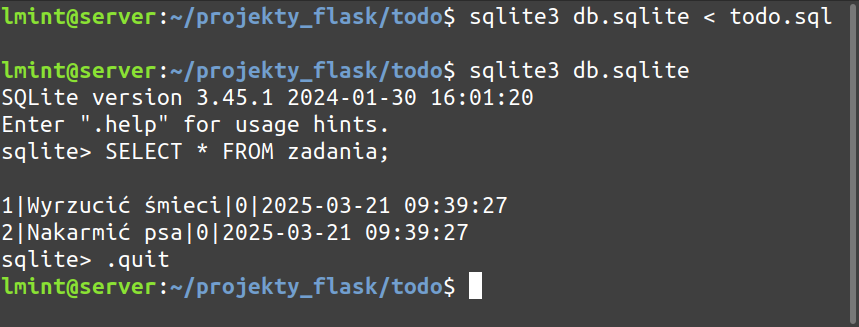 lmint@server:~/projekty_flask/todo$ sqlite3 db.sqlite < todo.sql
lmint@server:~/projekty_flask/todo$ sqlite3 db.sqlite
SQLite version 3.45.1 2024-01-30 16:01:20
Enter ".help" for usage hints.
sqlite> SELECT * FROM zadania;
1|Wyrzucić śmieci|0|2025-03-21 09:39:27
2|Nakarmić psa|0|2025-03-21 09:39:27
sqlite> .quit
lmint@server:~/projekty_flask/todo$